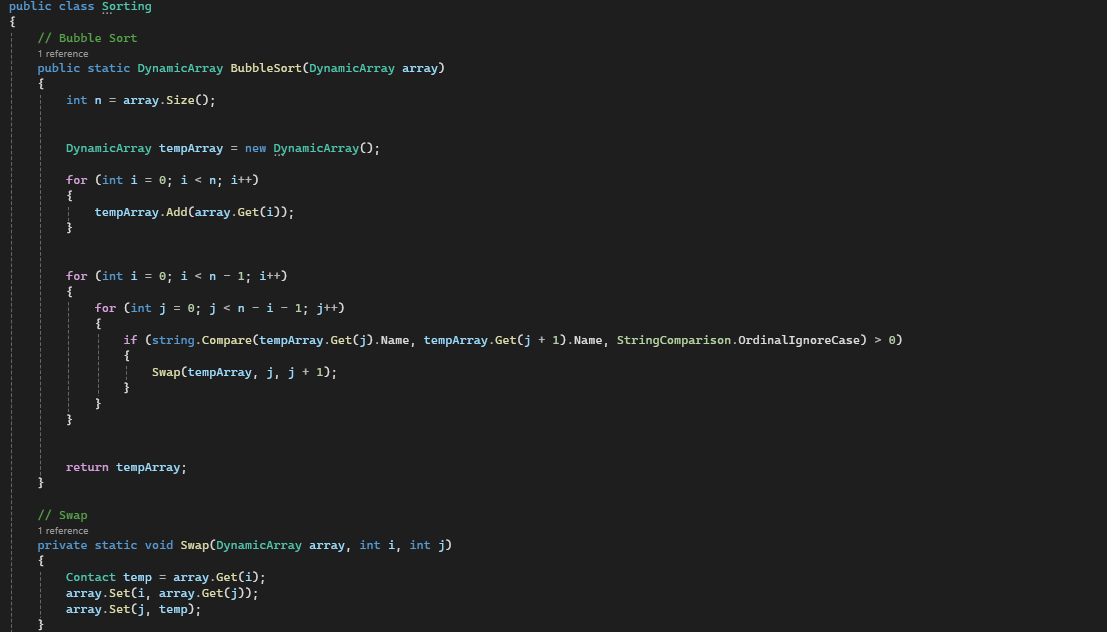 public class Sorting
{
// Bubble Sort
1 reference
public static DynamicArray BubbleSort(DynamicArray array)
{
int n = array.Size();
DynamicArray tempArray = new DynamicArray();
for (int i = 0; i < n; i++)
{
tempArray.Add(array.Get(i));
}
for (int i = 0; i < n - 1; i++)
{
for (int j = 0; j < n - i - 1; j++)
{
if (string.Compare(tempArray.Get(j).Name, tempArray.Get(j + 1).Name, StringComparison.OrdinalIgnoreCase) > 0)
{
Swap(tempArray, j, j + 1);
}
}
}
return tempArray;
}
// Swap
1 reference
private static void Swap(DynamicArray array, int i, int j)
{
Contact temp = array.Get(i);
array.Set(i, array.Get(j));
array.Set(j, temp);
}